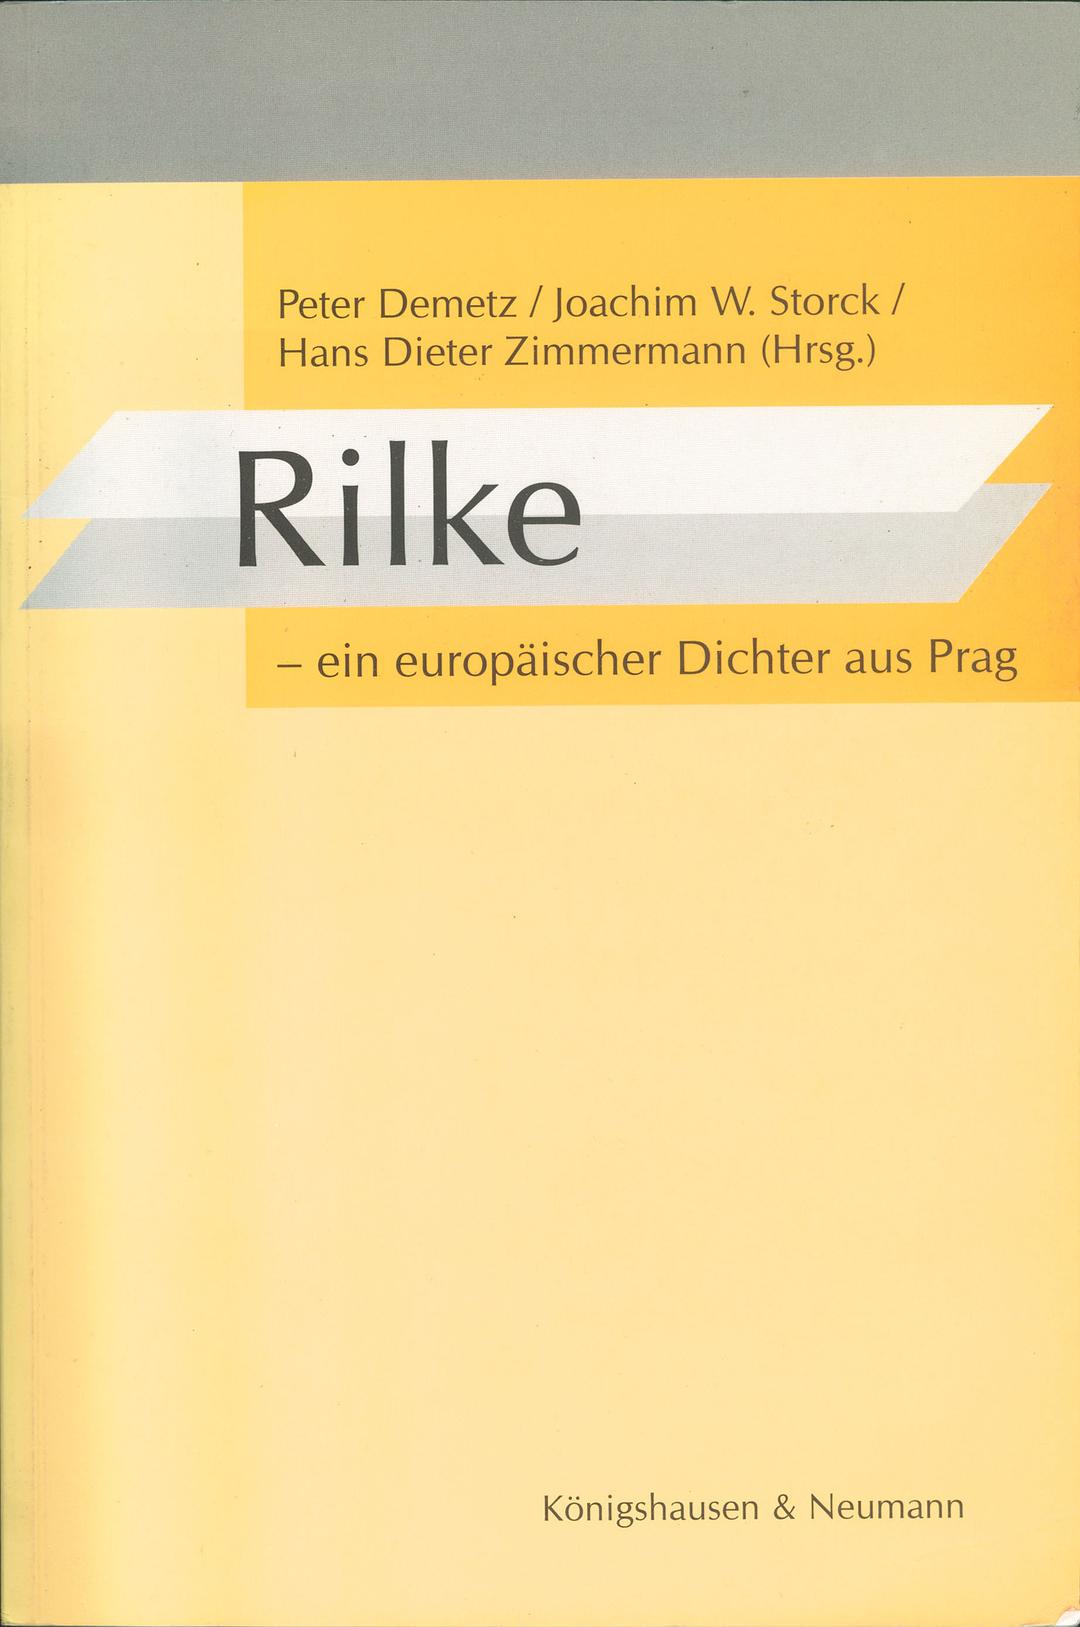 Peter Demetz / Joachim W. Storck /
Hans Dieter Zimmermann (Hrsg.)
Rilke
– ein europäischer Dichter aus Prag
Königshausen & Neumann